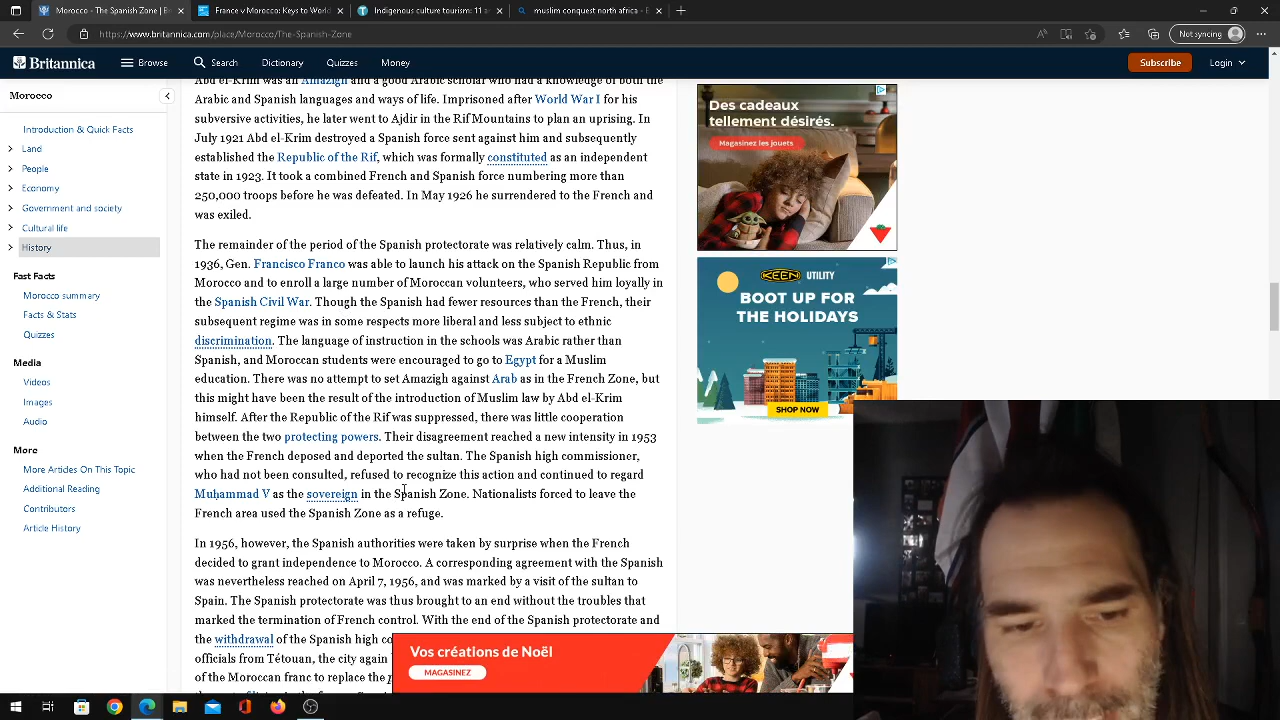 Morocco - The Spanish Zone | Br
France v Morocco: Keys to World
Indigenous culture tourism: 11 a
muslim conquest north africa -
https://www.britannica.com/place/Morocco/The-Spanish-Zone
Not syncing
Britannica
Browse
Search
Dictionary
Quizzes
Money
Subscribe
Login
Morocco
Introduction & Quick Facts
Land
People
Economy
Government and society
Cultural life
History
Fast Facts
Morocco summary
Facts & Stats
Quizzes
Media
Videos
Images
Audio
More
More Articles On This Topic
Additional Reading
Contributors
Article History
Abd el-Krim was an Amazigh and a good Arabic scholar who had a knowledge of both the
Arabic and Spanish languages and ways of life. Imprisoned after World War I for his
subversive activities, he later went to Ajdir in the Rif Mountains to plan an uprising. In
July 1921 Abd el-Krim destroyed a Spanish force sent against him and subsequently
established the Republic of the Rif, which was formally constituted as an independent
state in 1923. It took a combined French and Spanish force numbering more than
250,000 troops before he was defeated. In May 1926 he surrendered to the French and
was exiled.
The remainder of the period of the Spanish protectorate was relatively calm. Thus, in
1936, Gen. Francisco Franco was able to launch his attack on the Spanish Republic from
Morocco and to enroll a large number of Moroccan volunteers, who served him loyally in
the Spanish Civil War. Though the Spanish had fewer resources than the French, their
subsequent regime was in some respects more liberal and less subject to ethnic
discrimination. The language of instruction in the schools was Arabic rather than
Spanish, and Moroccan students were encouraged to go to Egypt for a Muslim
education. There was no attempt to set Amazigh against Arab as in the French Zone, but
this might have been the result of the introduction of Muslim law by Abd el-Krim
himself. After the Republic of the Rif was suppressed, there was little cooperation
between the two protecting powers. Their disagreement reached a new intensity in 1953
when the French deposed and deported the sultan. The Spanish high commissioner,
who had not been consulted, refused to recognize this action and continued to regard
Muḥammad V as the sovereign in the Spanish Zone. Nationalists forced to leave the
French area used the Spanish Zone as a refuge.
In 1956, however, the Spanish authorities were taken by surprise when the French
decided to grant independence to Morocco. A corresponding agreement with the Spanish
was nevertheless reached on April 7, 1956, and was marked by a visit of the sultan to
Spain. The Spanish protectorate was thus brought to an end without the troubles that
marked the termination of French control. With the end of the Spanish protectorate and
the withdrawal of the Spanish high co
officials from Tétouan, the city again
of the Moroccan franc to replace the
Des cadeaux
tellement désirés.
Magasinez les jouets
KEEN UTILITY
BOOT UP FOR
THE HOLIDAYS
SHOP NOW
Vos créations de Noël
MAGASINEZ